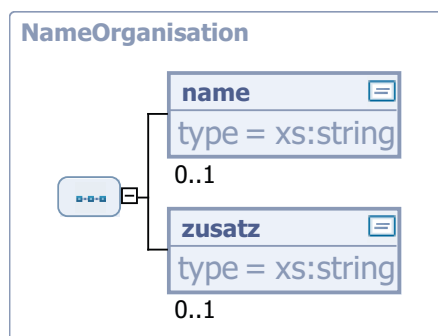 NameOrganisation
name
type = xs:string
0..1
zusatz
type = xs:string
0..1